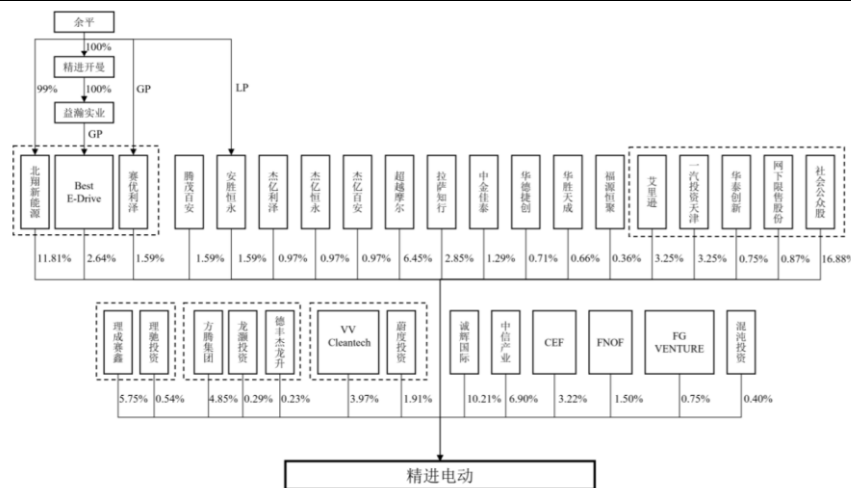 余平
100%
精进开曼
99%
100%
GP
LP
益瀚实业
GP
北翔新能源
Best
E-Drive
赛优利泽
腾茂百安
安胜恒永
杰亿利泽
杰亿恒永
杰亿百安
超越摩尔
拉萨知行
中金佳泰
华德捷创
华胜天成
福源恒聚
艾里逊
一汽投资天津
华泰创新
网下限售股份
社会公众股
11.81%
2.64%
1.59%
1.59%
1.59%
0.97%
0.97%
0.97%
6.45%
2.85%
1.29%
0.71%
0.66%
0.36%
3.25%
3.25%
0.75%
0.87%
16.88%
理成赛鑫
理驰投资
方腾集团
龙灏投资
德丰杰龙升
VV
Cleantech
蔚度投资
诚辉国际
中信产业
CEF
FNOF
FG
VENTURE
混沌投资
5.75%
0.54%
4.85%
0.29%
0.23%
3.97%
1.91%
10.21%
6.90%
3.22%
1.50%
0.75%
0.40%
精进电动